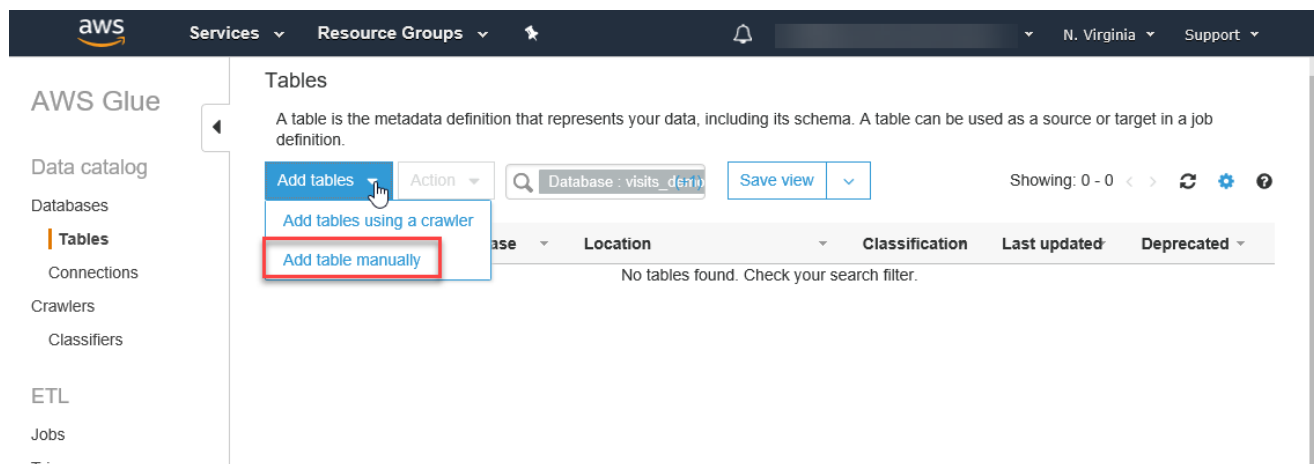 aws Services Resource Groups N. Virginia Support
AWS Glue
Data catalog
Databases
Tables
Connections
Crawlers
Classifiers
ETL
Jobs
Tables
A table is the metadata definition that represents your data, including its schema. A table can be used as a source or target in a job
definition.
Add tables Action Database : visits_demo Save view Showing: 0 - 0
Add tables using a crawler
Add table manually
Location Classification Last updated Deprecated
No tables found. Check your search filter.